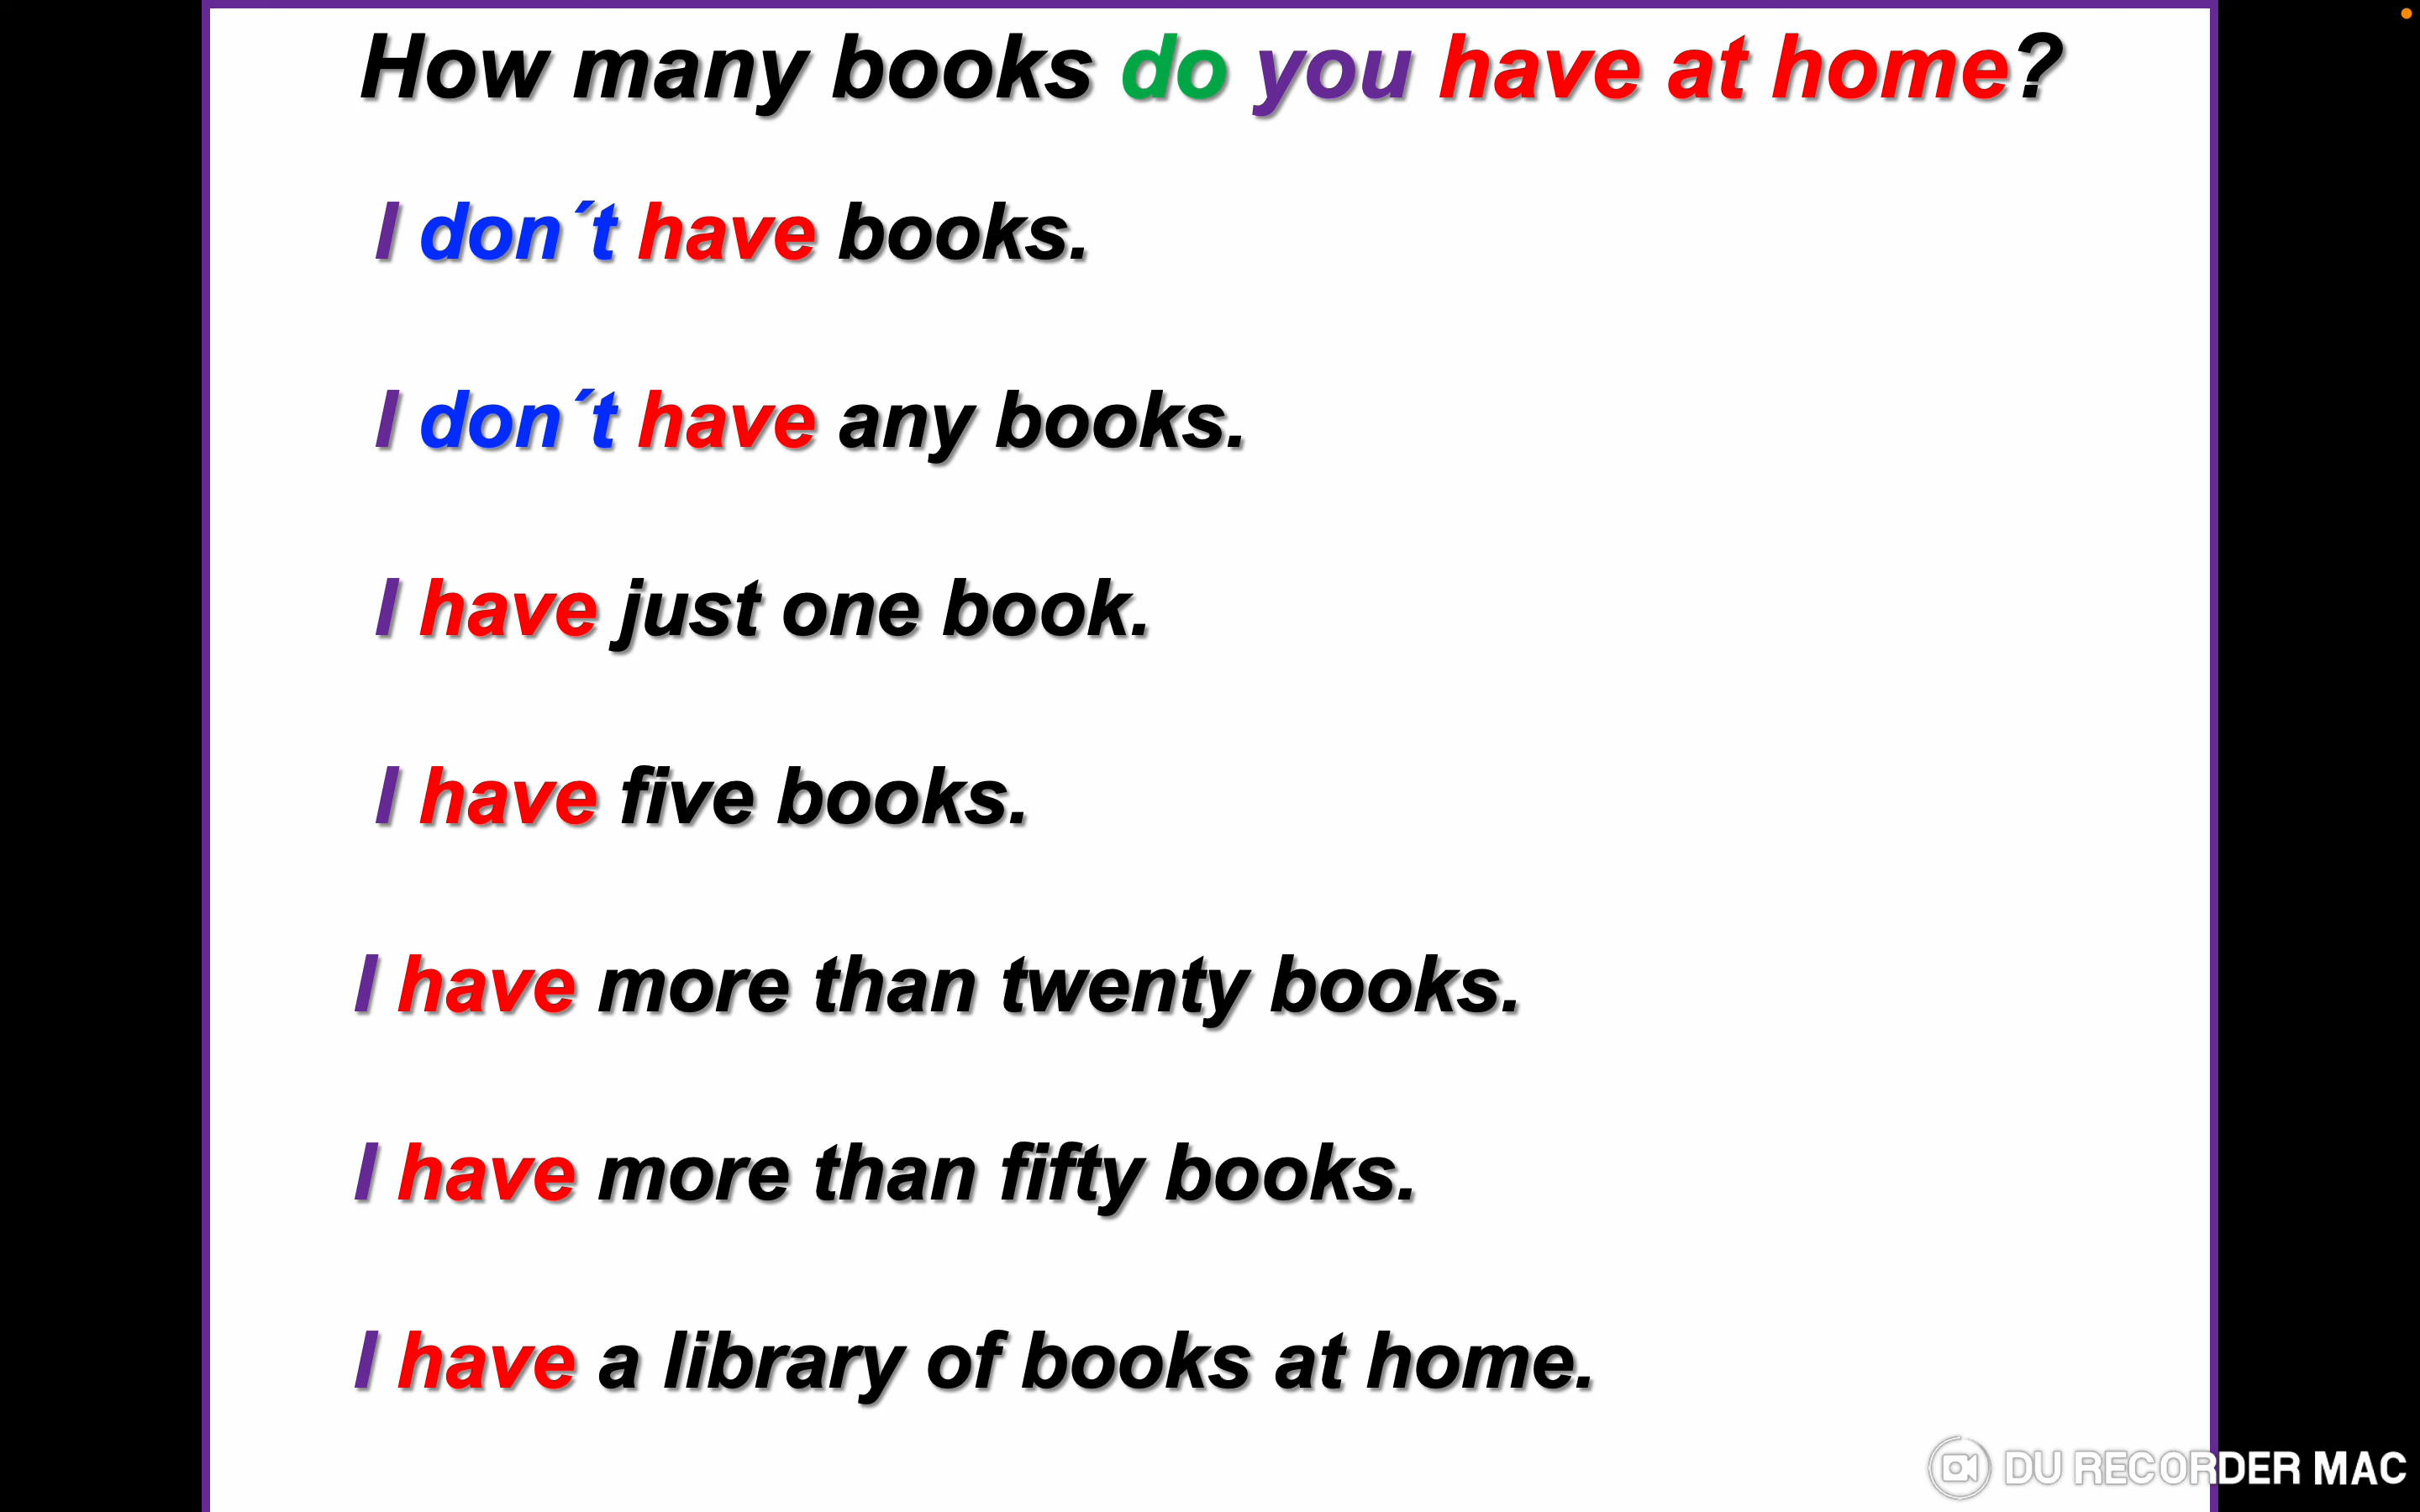 How many books do you have at home?
I don´t have books.
I don´t have any books.
I have just one book.
I have five books.
I have more than twenty books.
I have more than fifty books.
I have a library of books at home.
DU RECORDER MAC